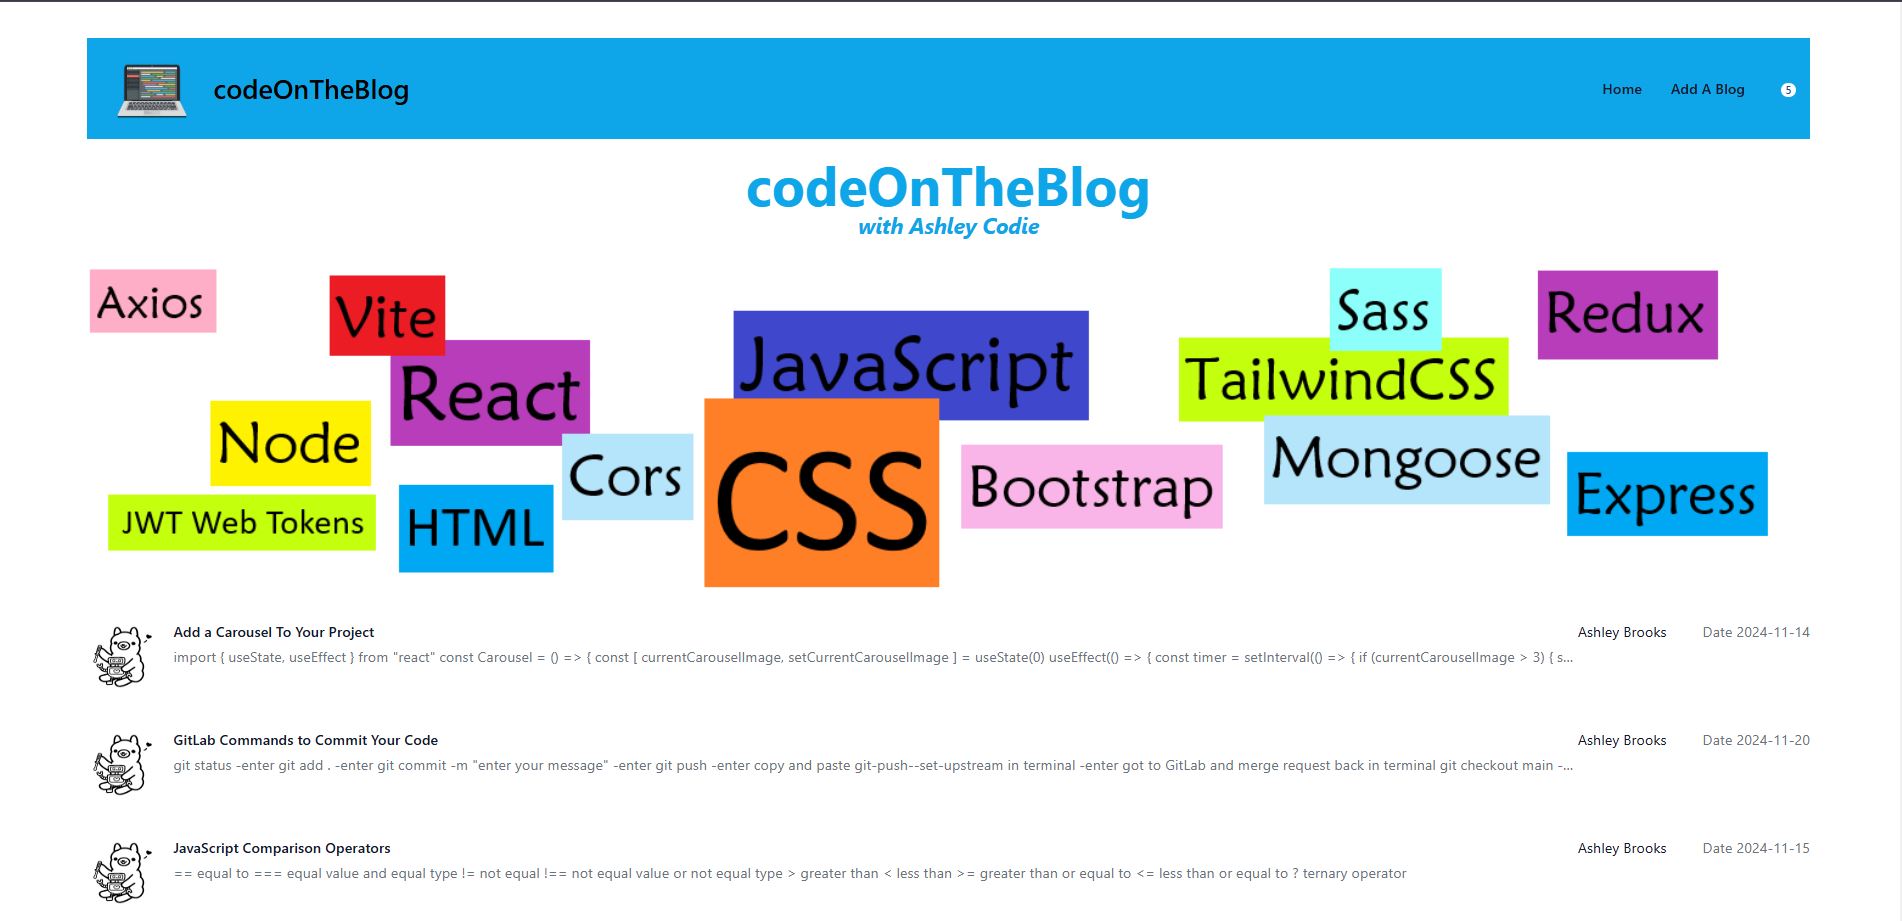 codeOnTheBlog
Home
Add A Blog
5
codeOnTheBlog
with Ashley Codie
Axios
Vite
React
JavaScript
Sass
TailwindCSS
Redux
Node
Cors
CSS
Bootstrap
Mongoose
Express
JWT Web Tokens
HTML
Add a Carousel To Your Project
Ashley Brooks
Date 2024-11-14
import { useState, useEffect } from "react" const Carousel = () => { const [ currentCarouselImage, setCurrentCarouselImage ] = useState(0) useEffect(() => { const timer = setInterval(() => { if (currentCarouselImage > 3) { s...
GitLab Commands to Commit Your Code
Ashley Brooks
Date 2024-11-20
git status -enter git add . -enter git commit -m "enter your message" -enter git push -enter copy and paste git-push--set-upstream in terminal -enter got to GitLab and merge request back in terminal git checkout main -...
JavaScript Comparison Operators
Ashley Brooks
Date 2024-11-15
== equal to === equal value and equal type != not equal !== not equal value or not equal type > greater than < less than >= greater than or equal to <= less than or equal to ? ternary operator